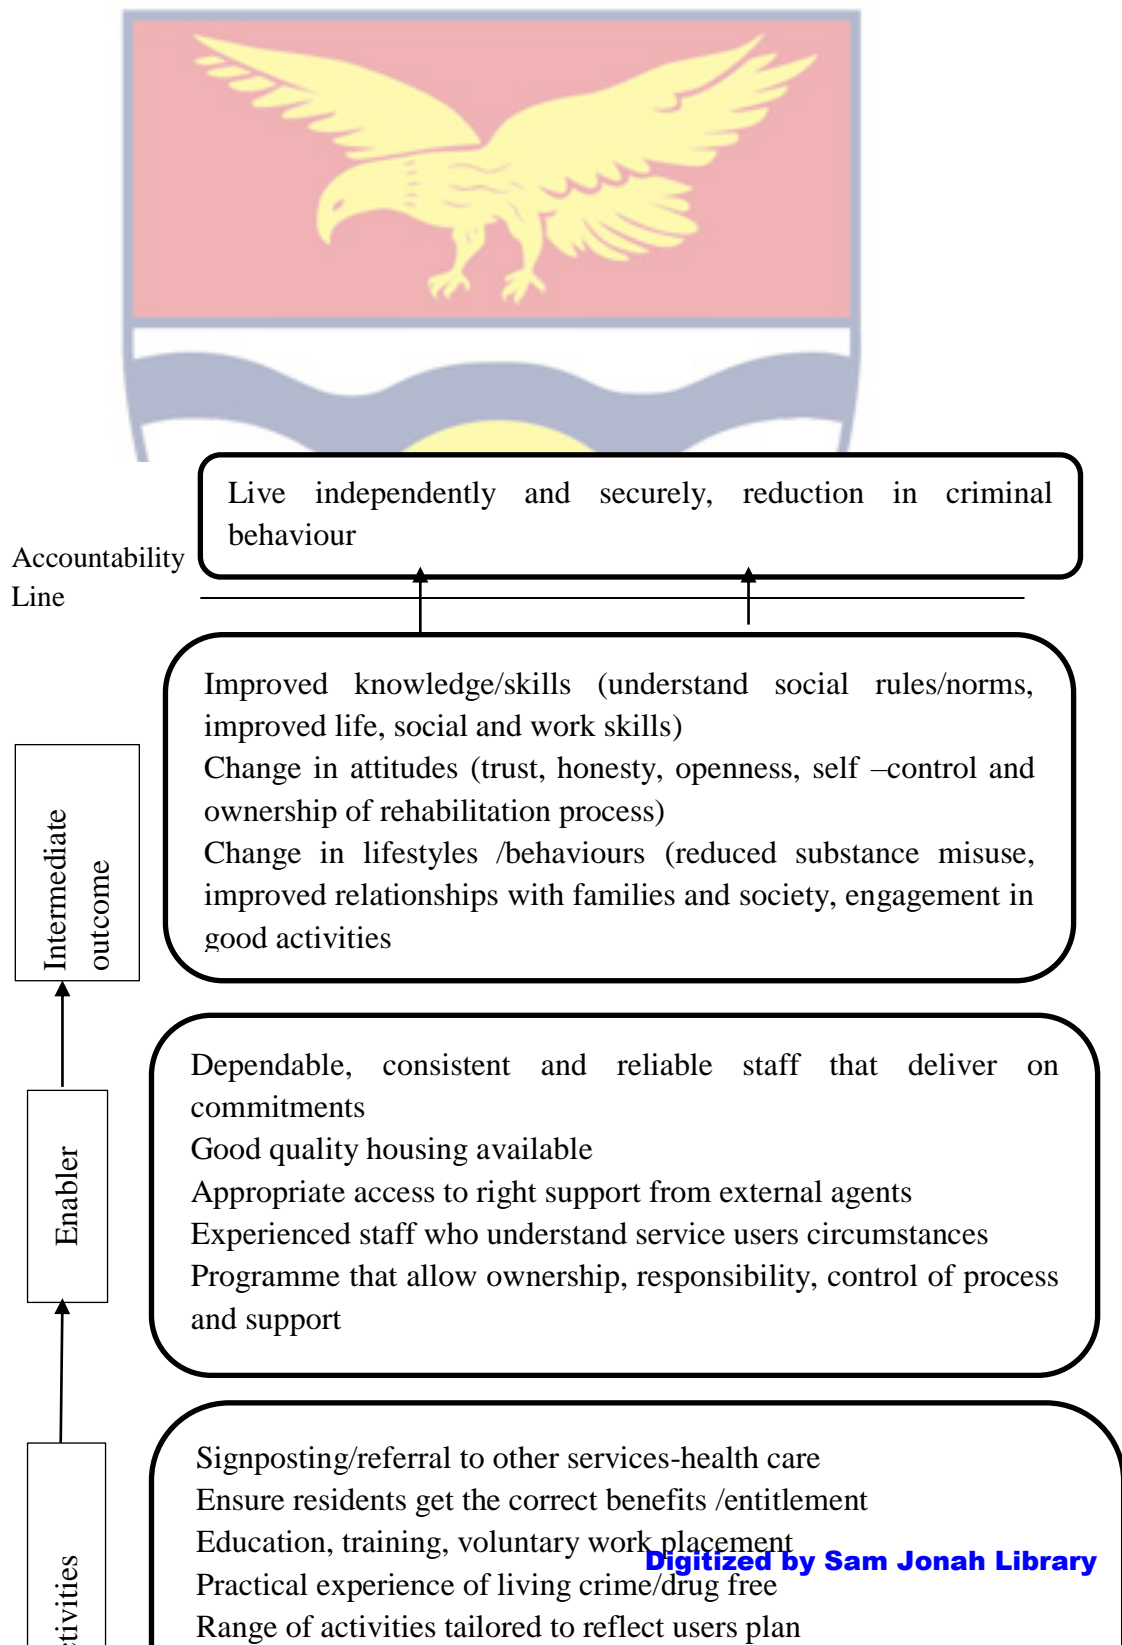 Live independently and securely, reduction in criminal
behaviour
Accountability
Line
Improved knowledge/skills (understand social rules/norms,
improved life, social and work skills)
Change in attitudes (trust, honesty, openness, self –control and
ownership of rehabilitation process)
Change in lifestyles /behaviours (reduced substance misuse,
improved relationships with families and society, engagement in
good activities
Intermediate
outcome
Dependable, consistent and reliable staff that deliver on
commitments
Good quality housing available
Appropriate access to right support from external agents
Experienced staff who understand service users circumstances
Programme that allow ownership, responsibility, control of process
and support
Enabler
Signposting/referral to other services-health care
Ensure residents get the correct benefits /entitlement
Education, training, voluntary work placement
Practical experience of living crime/drug free
Range of activities tailored to reflect users plan
Digitized by Sam Jonah Library